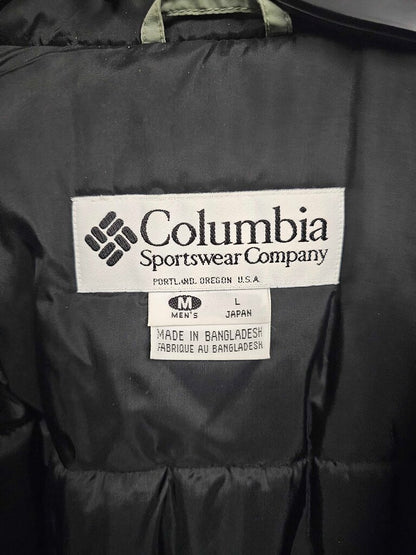 Columbia
Sportswear Company
PORTLAND, OREGON U.S.A.
M L
MEN'S JAPAN
MADE IN BANGLADESH
FABRIQUE AU BANGLADESH